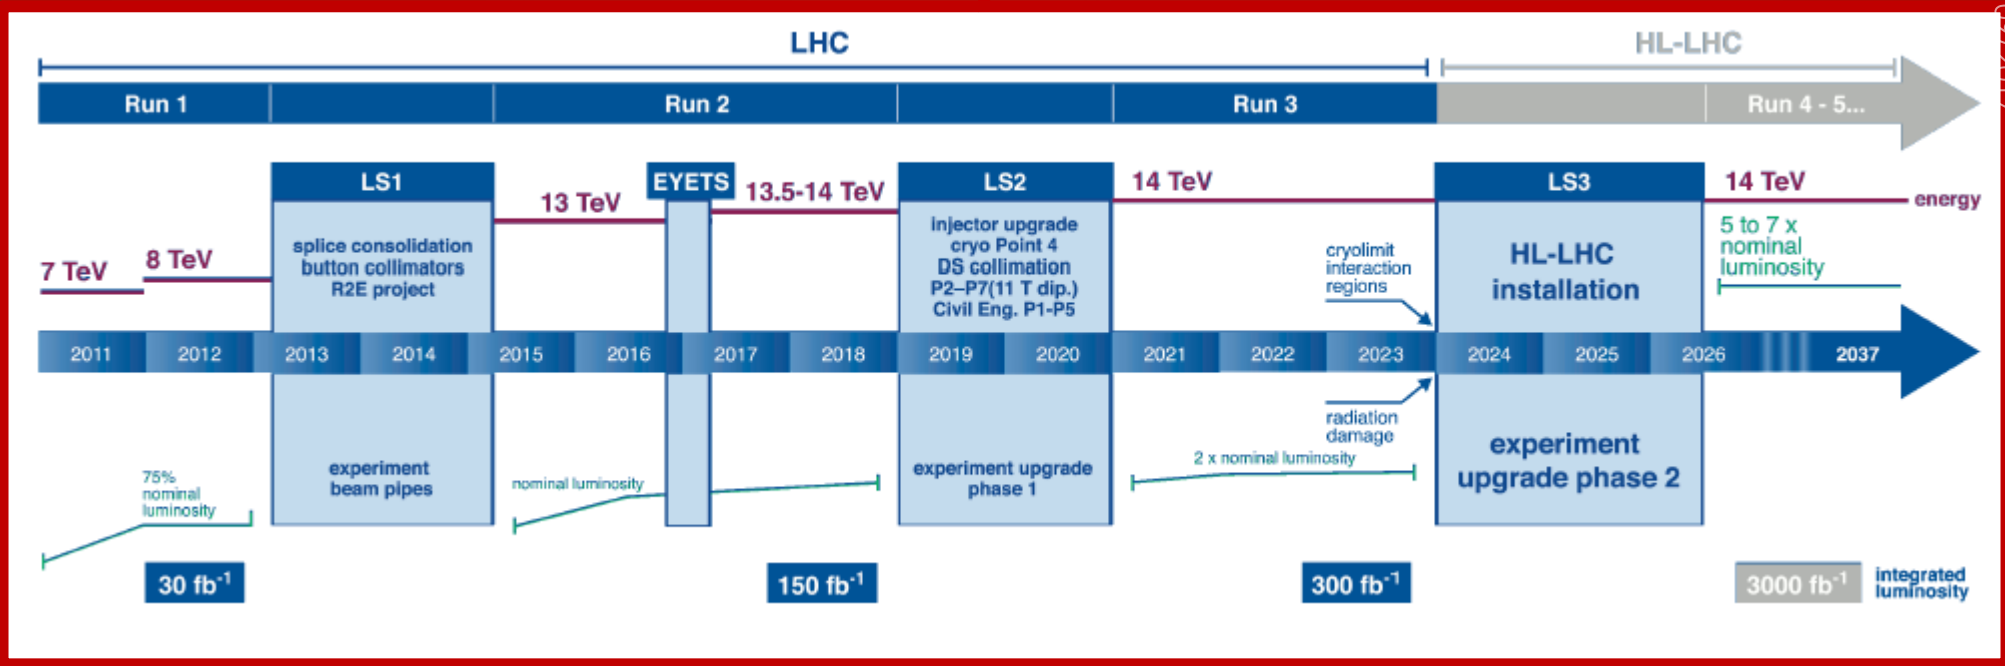 LHC
HL-LHC
Run 1
Run 2
Run 3
Run 4 - 5...
LS1
EYETS
LS2
LS3
7 TeV
8 TeV
13 TeV
13.5-14 TeV
14 TeV
14 TeV
energy
splice consolidation
button collimators
R2E project
injector upgrade
cryo Point 4
DS collimation
P2–P7(11 T dip.)
Civil Eng. P1-P5
cryolimit
interaction
regions
HL-LHC
installation
5 to 7 x
nominal
luminosity
2011
2012
2013
2014
2015
2016
2017
2018
2019
2020
2021
2022
2023
2024
2025
2026
2037
75%
nominal
luminosity
experiment
beam pipes
nominal luminosity
experiment upgrade
phase 1
2 x nominal luminosity
radiation
damage
experiment
upgrade phase 2
30 fb⁻¹
150 fb⁻¹
300 fb⁻¹
3000 fb⁻¹
integrated
luminosity